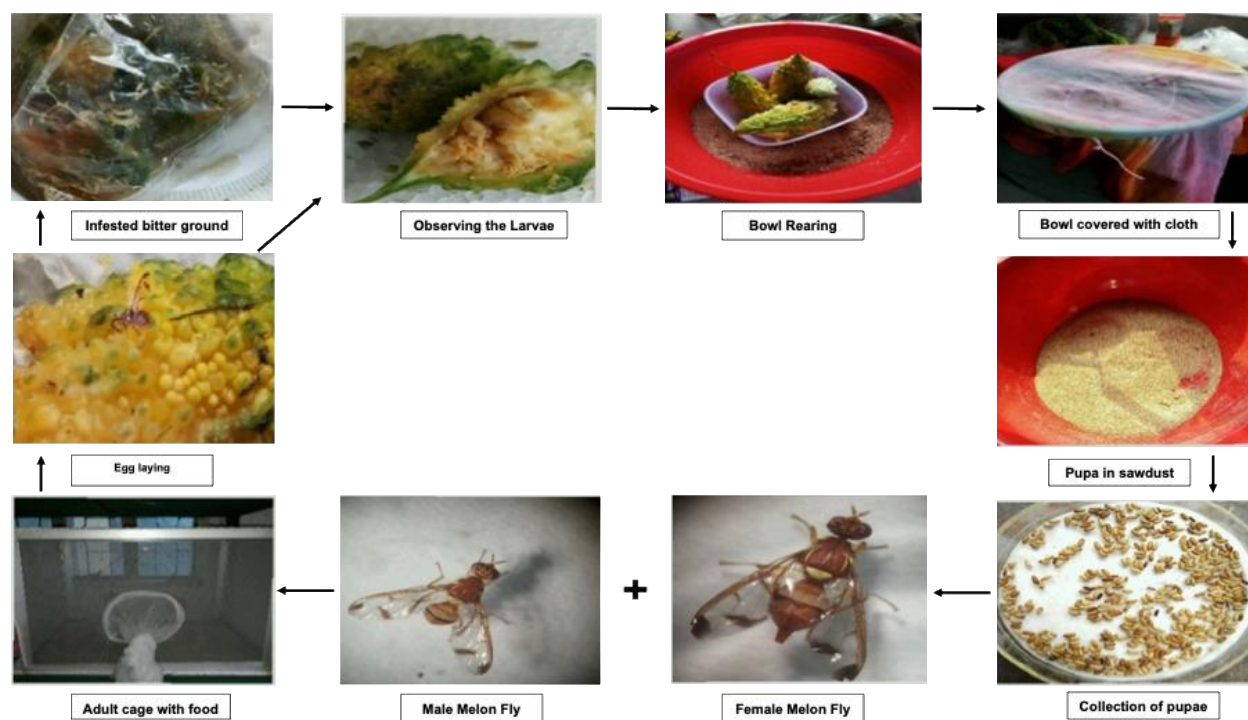 Infested bitter ground
Observing the Larvae
Bowl Rearing
Bowl covered with cloth
Egg laying
Pupa in sawdust
Adult cage with food
Male Melon Fly
Female Melon Fly
Collection of pupae